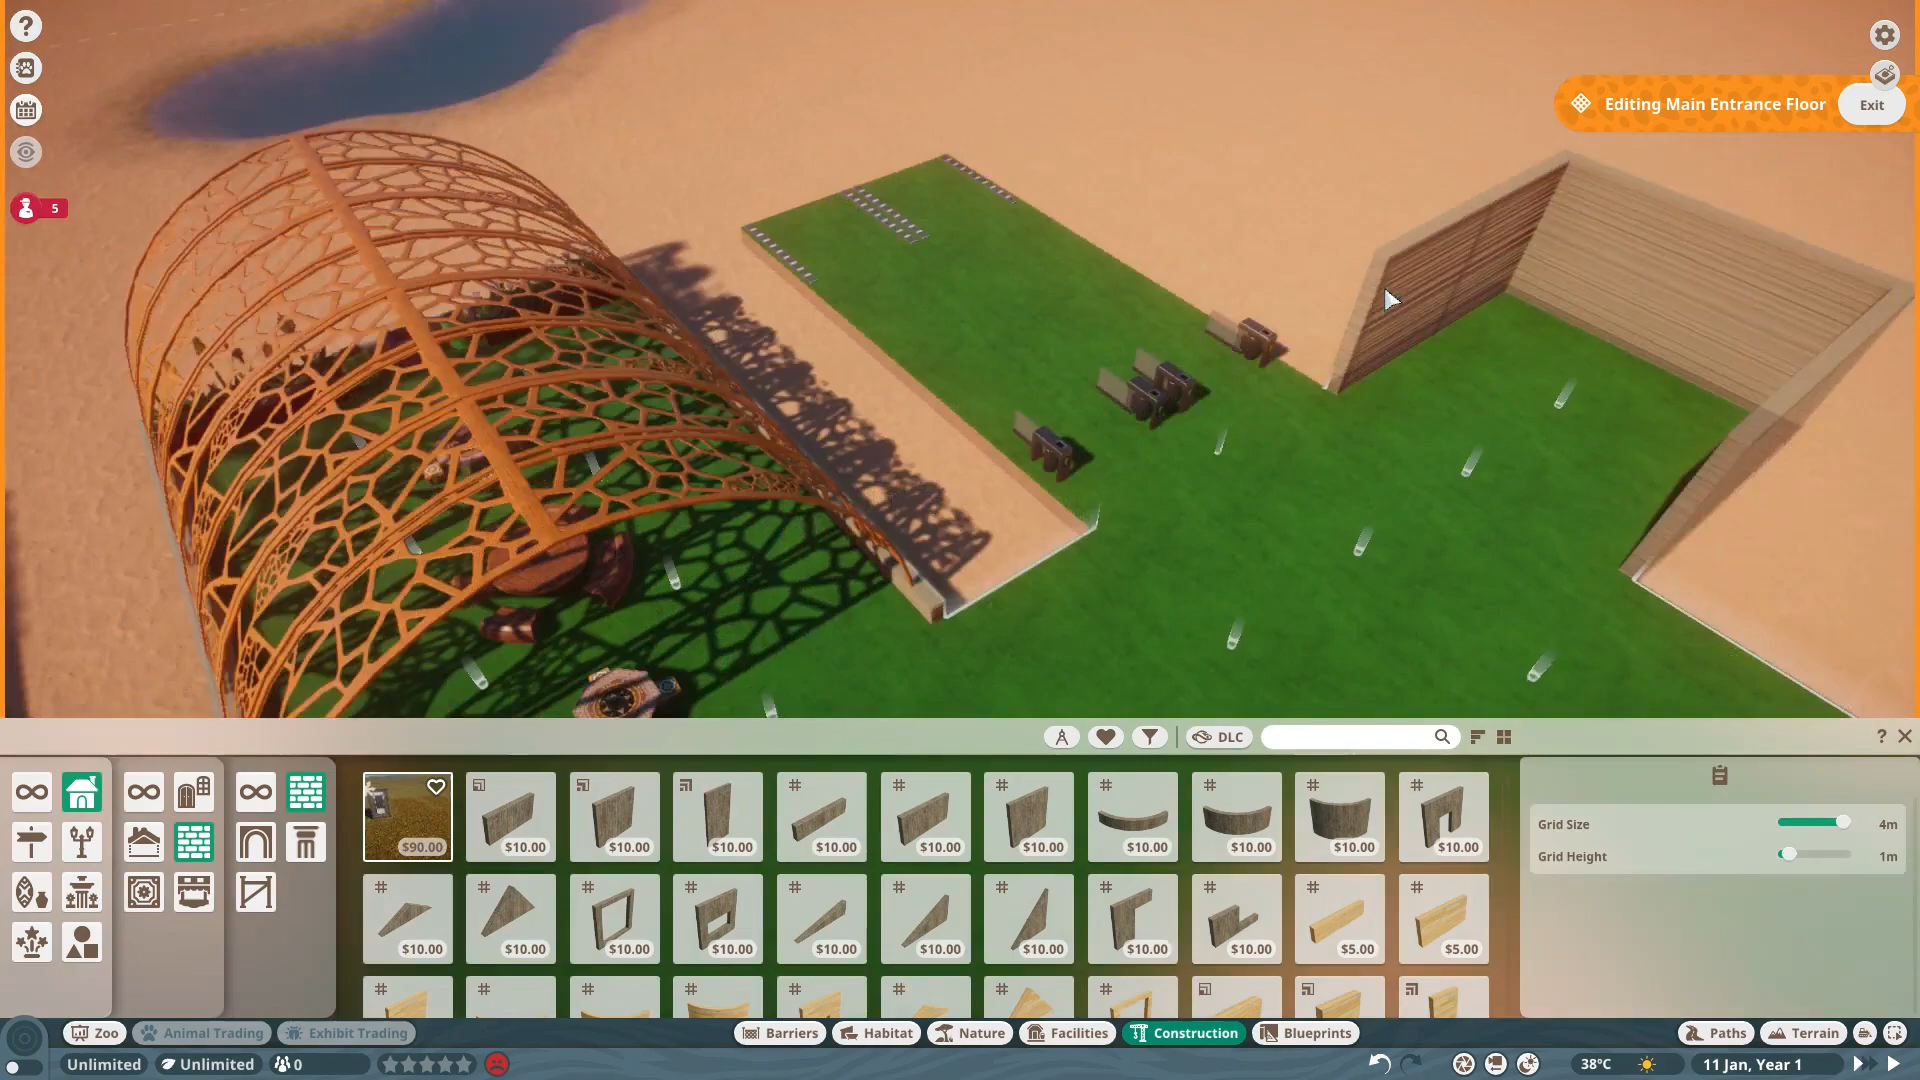 ?
Editing Main Entrance Floor
Exit
5
DLC
?
$90.00
$10.00
$10.00
$10.00
$10.00
$10.00
$10.00
$10.00
$10.00
$10.00
$10.00
Grid Size
4m
Grid Height
1m
$10.00
$10.00
$10.00
$10.00
$10.00
$10.00
$10.00
$10.00
$10.00
$5.00
$5.00
Zoo
Animal Trading
Exhibit Trading
Barriers
Habitat
Nature
Facilities
Construction
Blueprints
Paths
Terrain
Unlimited
Unlimited
0
38°C
11 Jan, Year 1